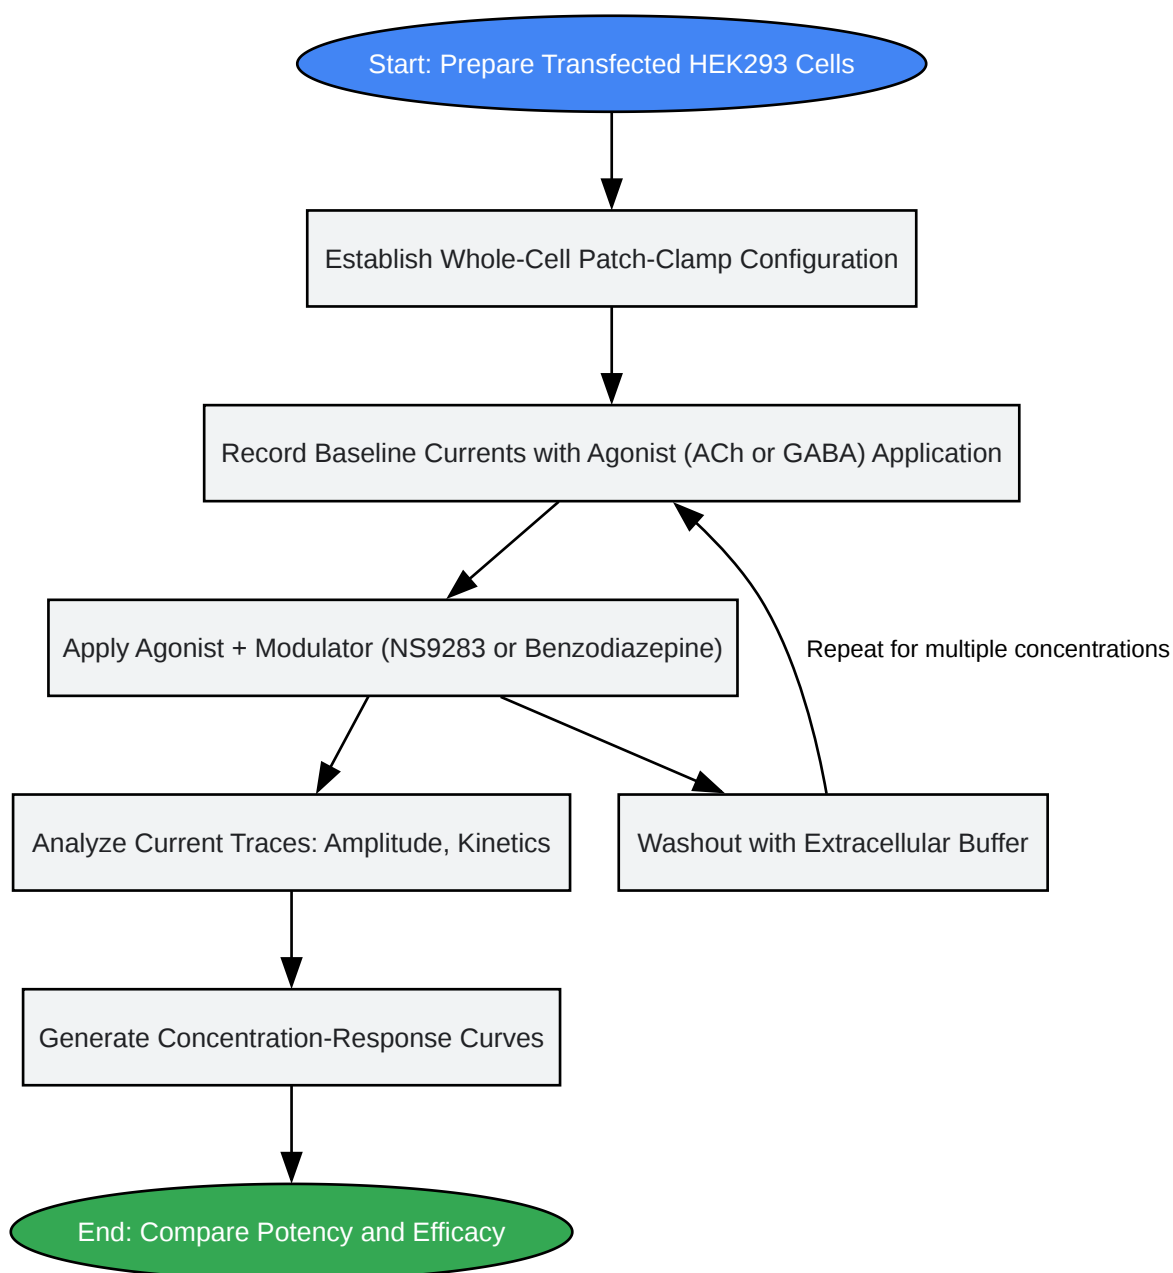 Start: Prepare Transfected HEK293 Cells
Establish Whole-Cell Patch-Clamp Configuration
Record Baseline Currents with Agonist (ACh or GABA) Application
Apply Agonist + Modulator (NS9283 or Benzodiazepine)
Repeat for multiple concentrations
Analyze Current Traces: Amplitude, Kinetics
Washout with Extracellular Buffer
Generate Concentration-Response Curves
End: Compare Potency and Efficacy